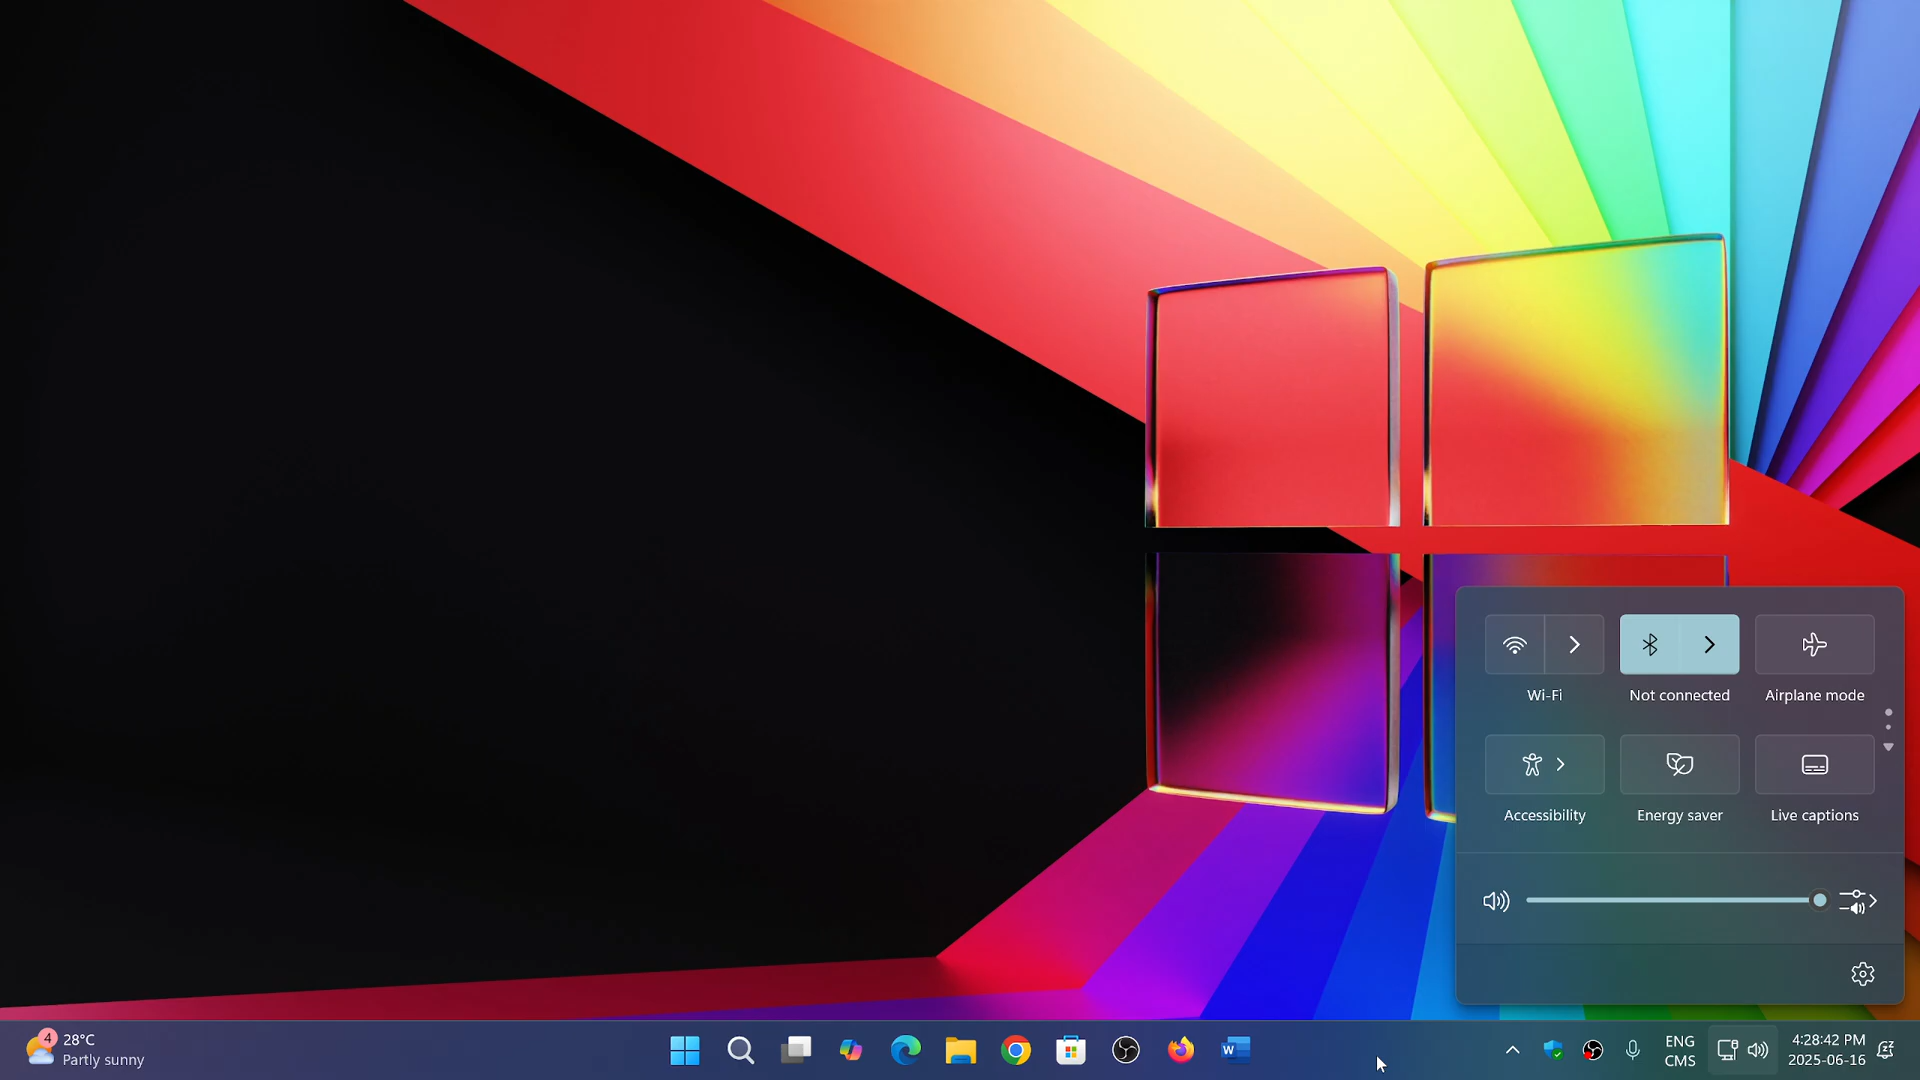 Wi-Fi
Not connected
Airplane mode
Accessibility
Energy saver
Live captions
4
28°C
Partly sunny
W
ENG
CMS
4:28:42 PM
2025-06-16